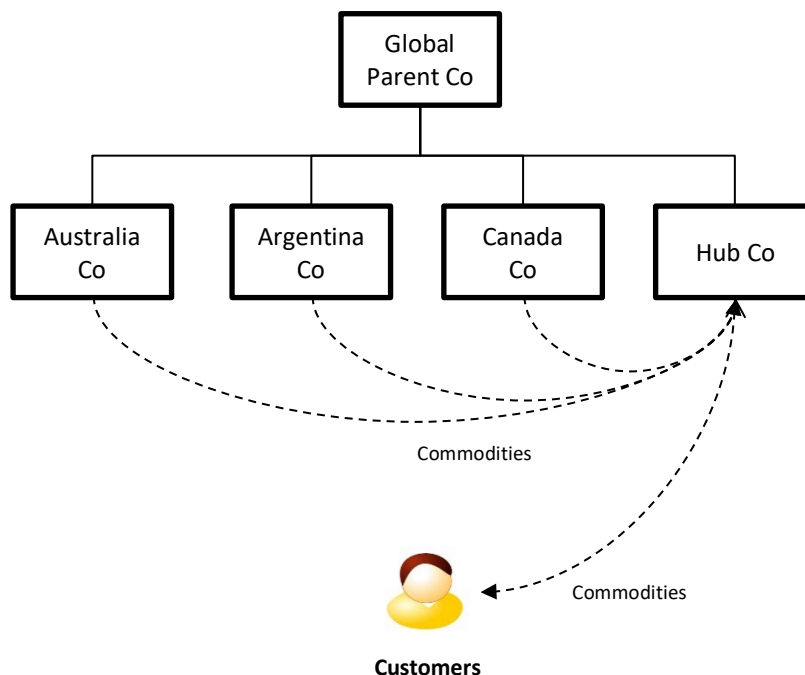 Global
Parent Co
Australia
Co
Argentina
Co
Canada
Co
Hub Co
Commodities
Commodities
Customers